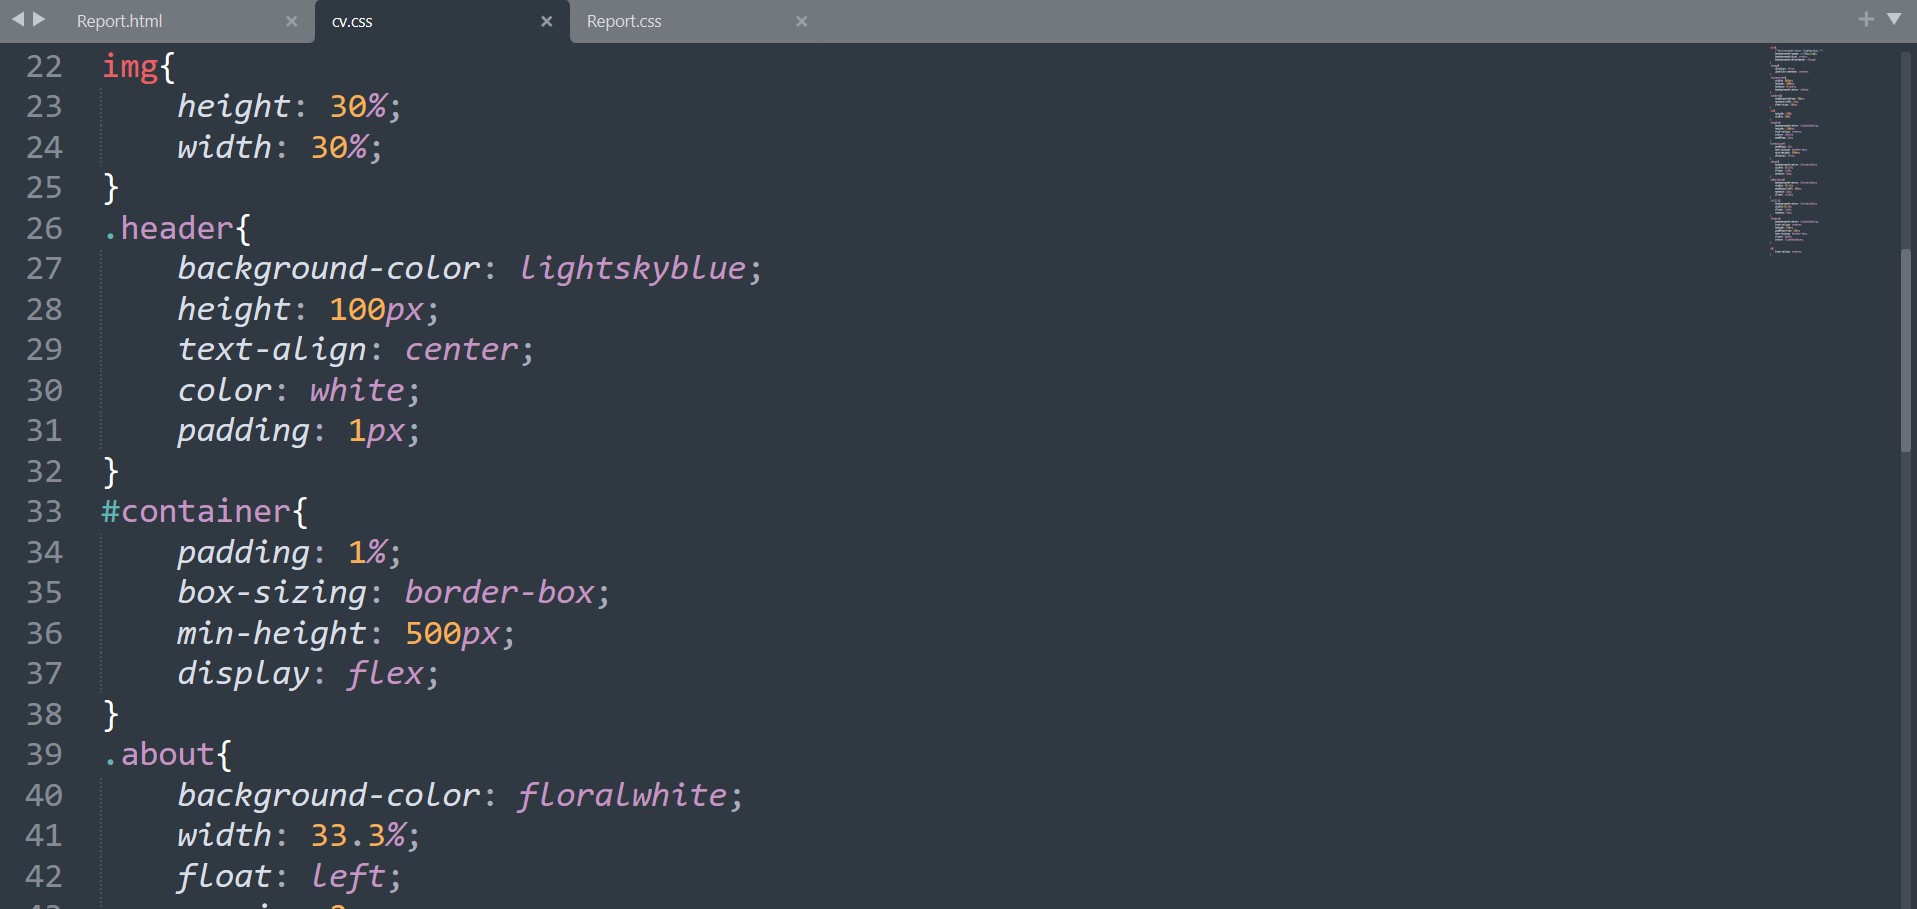 Report.html
cv.css
Report.css
22 img{
23 height: 30%;
24 width: 30%;
25 }
26 .header{
27 background-color: lightskyblue;
28 height: 100px;
29 text-align: center;
30 color: white;
31 padding: 1px;
32 }
33 #container{
34 padding: 1%;
35 box-sizing: border-box;
36 min-height: 500px;
37 display: flex;
38 }
39 .about{
40 background-color: floralwhite;
41 width: 33.3%;
42 float: left;